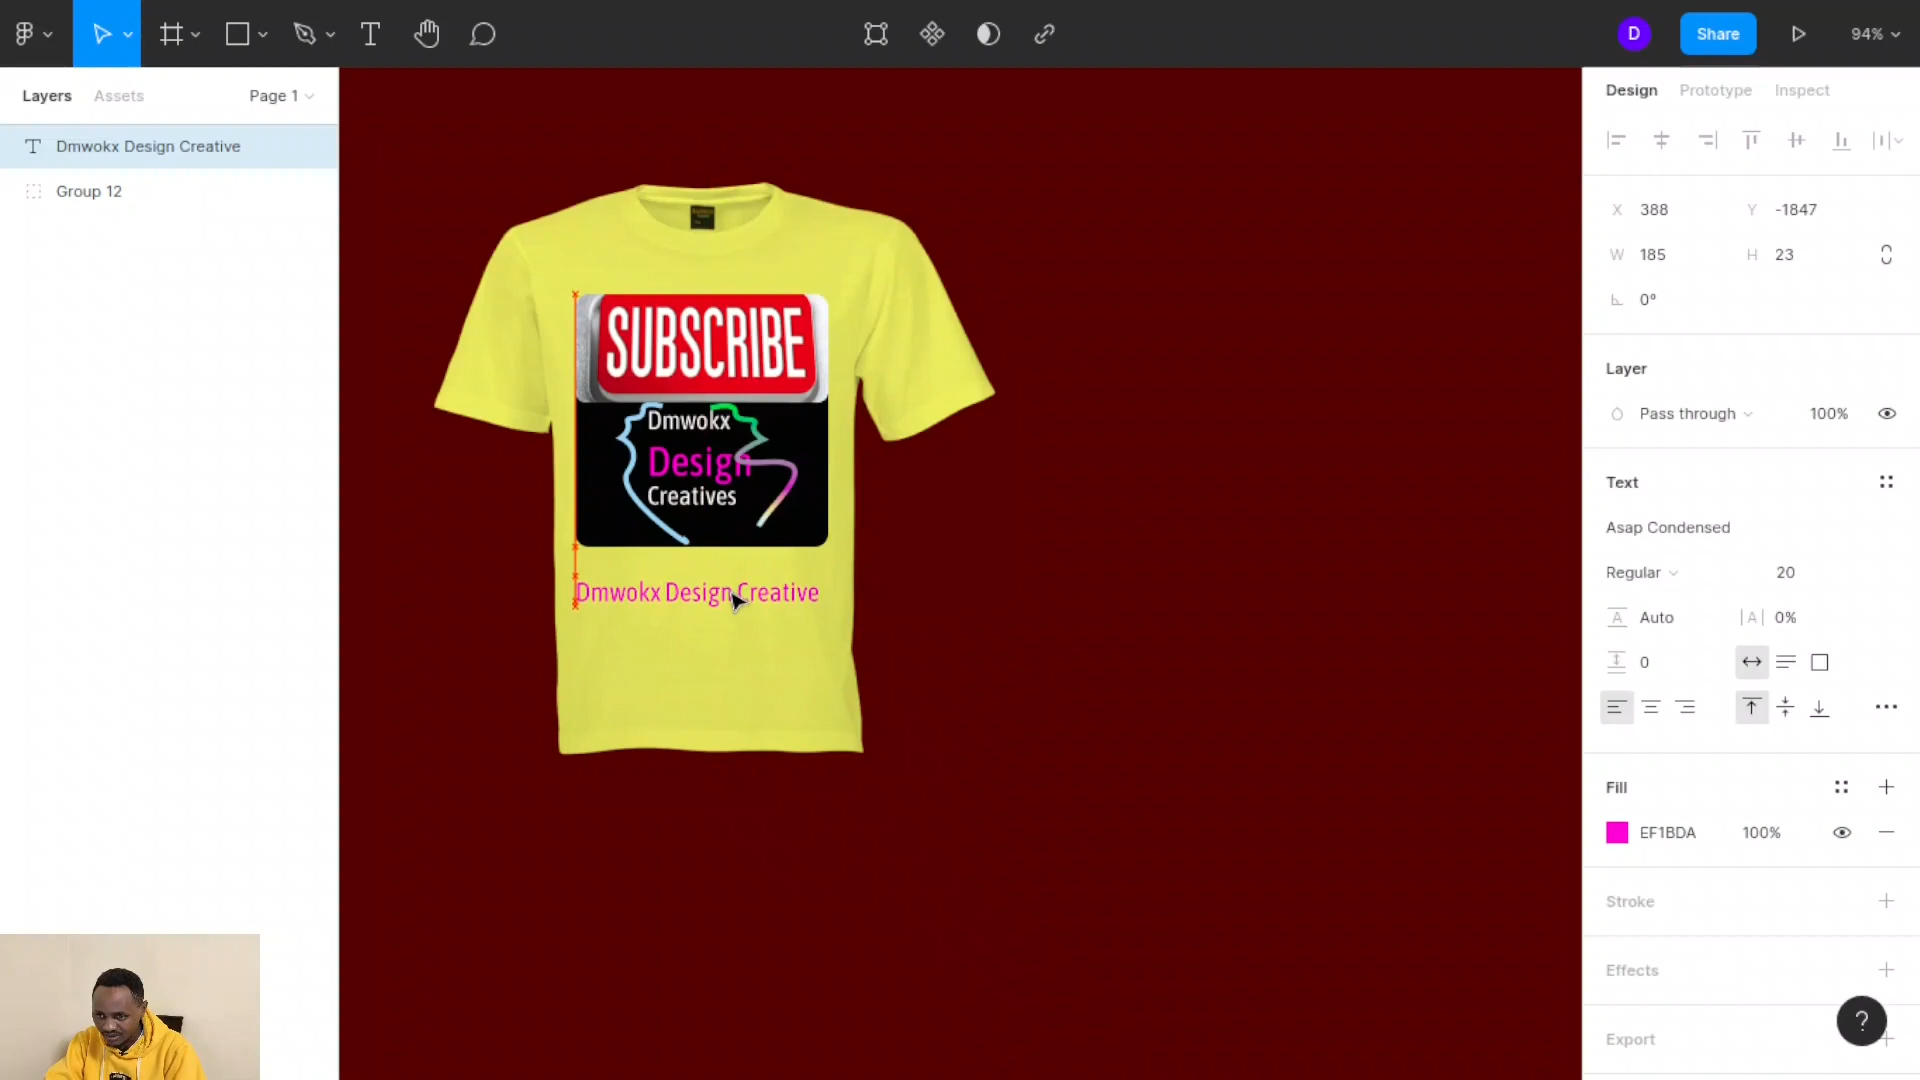 D
Share
94%
Layers
Assets
Page 1
Dmwokx Design Creative
Group 12
SUBSCRIBE
Dmwokx
Design
Creatives
Dmwokx Design Creative
Design
Prototype
Inspect
X 388
Y -1847
W 185
H 23
0°
Layer
Pass through
100%
Text
Asap Condensed
Regular
20
A Auto
|A| 0%
0
Fill
EF1BDA
100%
Stroke
Effects
Export
?